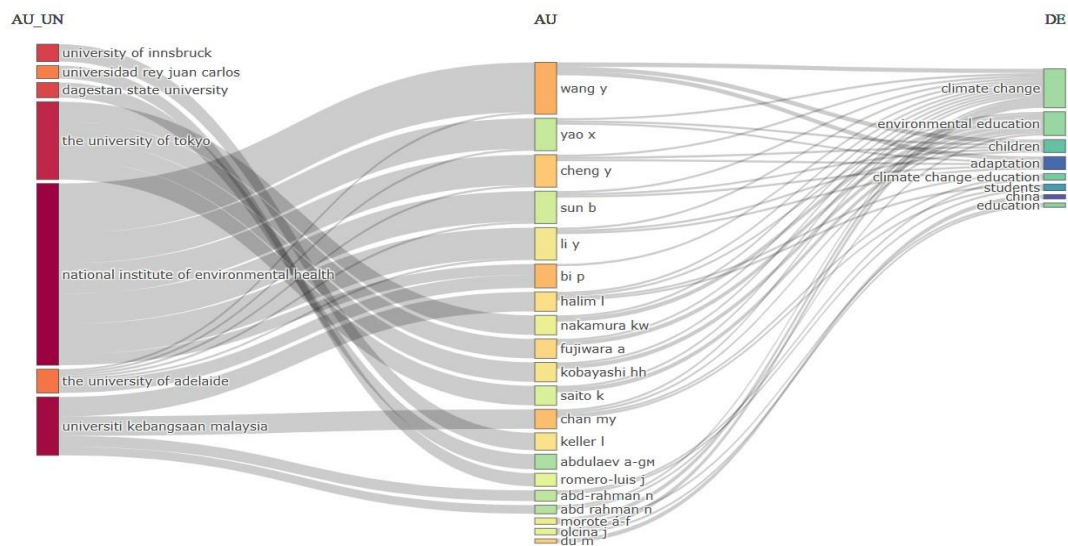 AU_UN
AU
DE
university of innsbruck
universidad rey juan carlos
dagestan state university
the university of tokyo
national institute of environmental health
the university of adelaide
universiti kebangsaan malaysia
wang y
yao x
cheng y
sun b
li y
bi p
halim l
nakamura kw
fujiwara a
kobayashi hh
saito k
chan my
keller l
abdulaev a-gм
romero-luis j
abd-rahman n
abd rahman n
morote á-f
olcina j
du m
climate change
environmental education
children
adaptation
climate change education
students
china
education